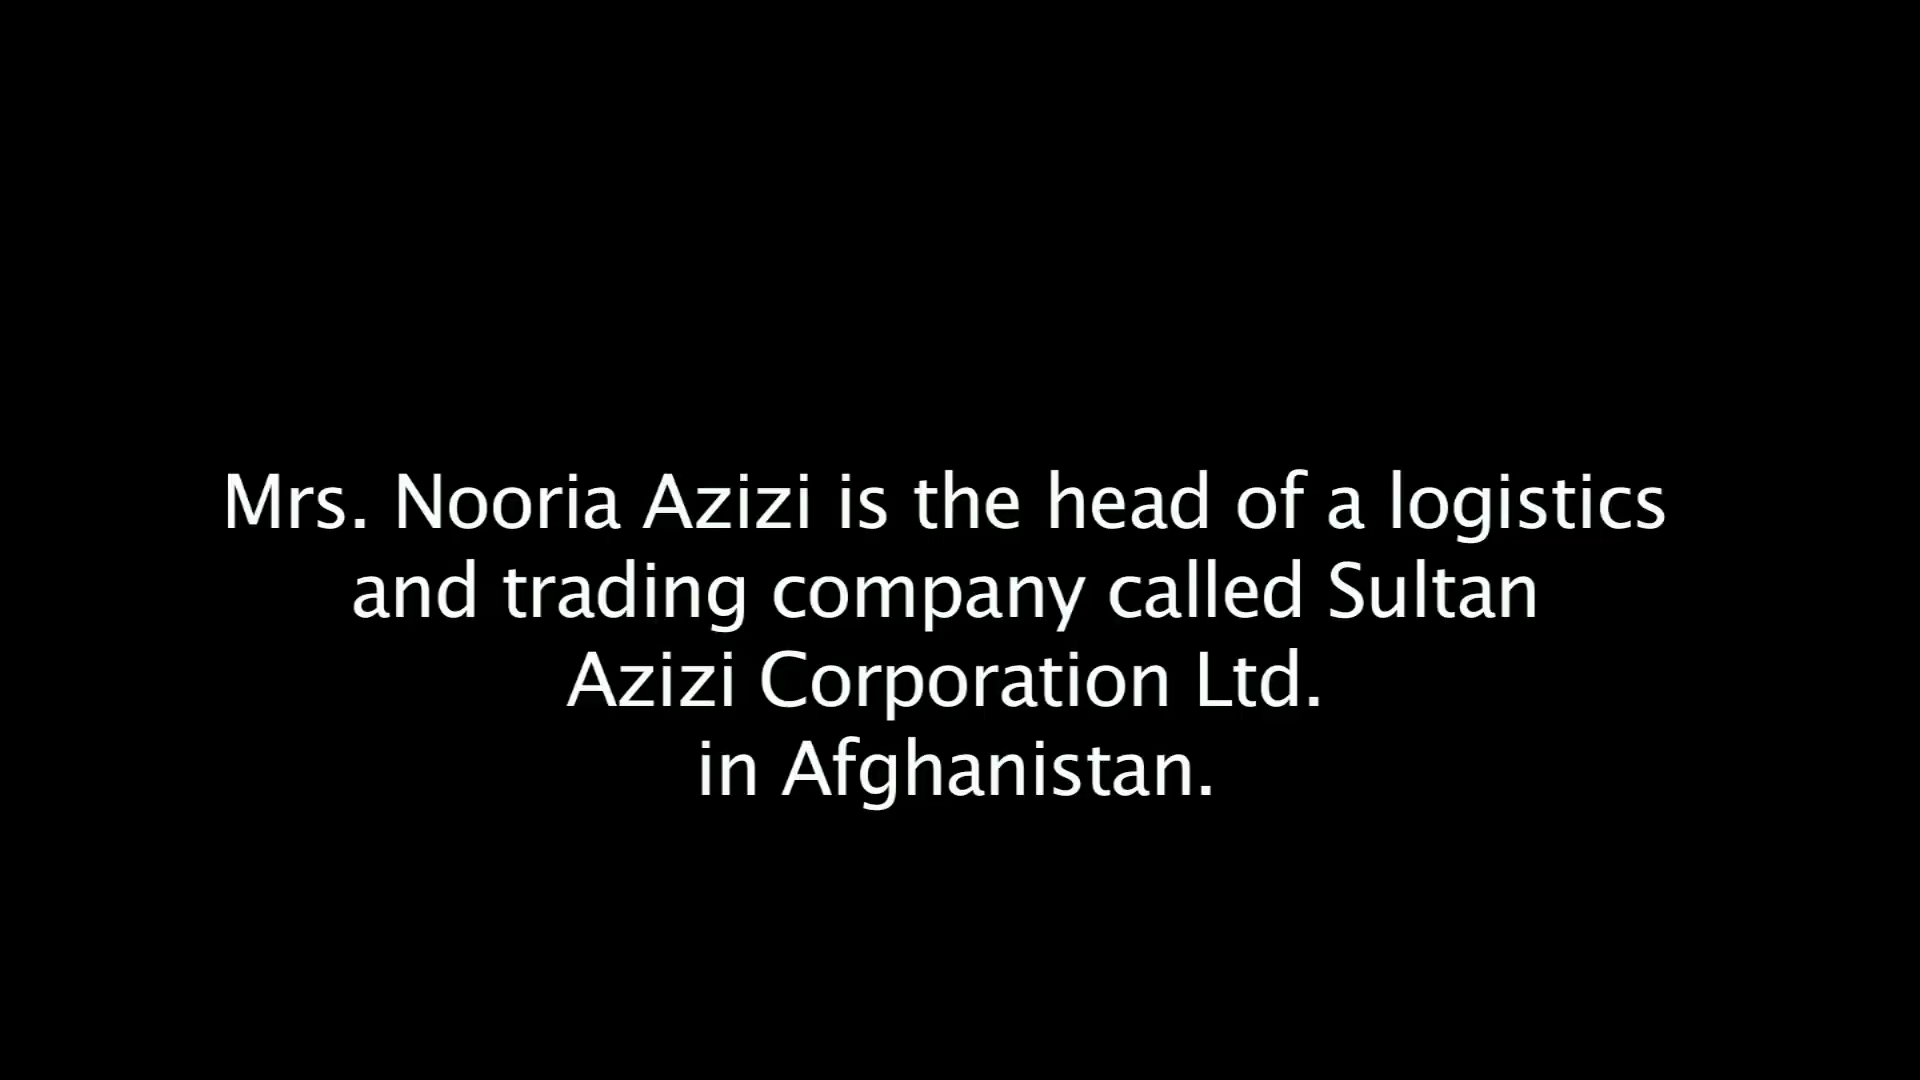 Mrs. Nooria Azizi is the head of a logistics
and trading company called Sultan
Azizi Corporation Ltd.
in Afghanistan.